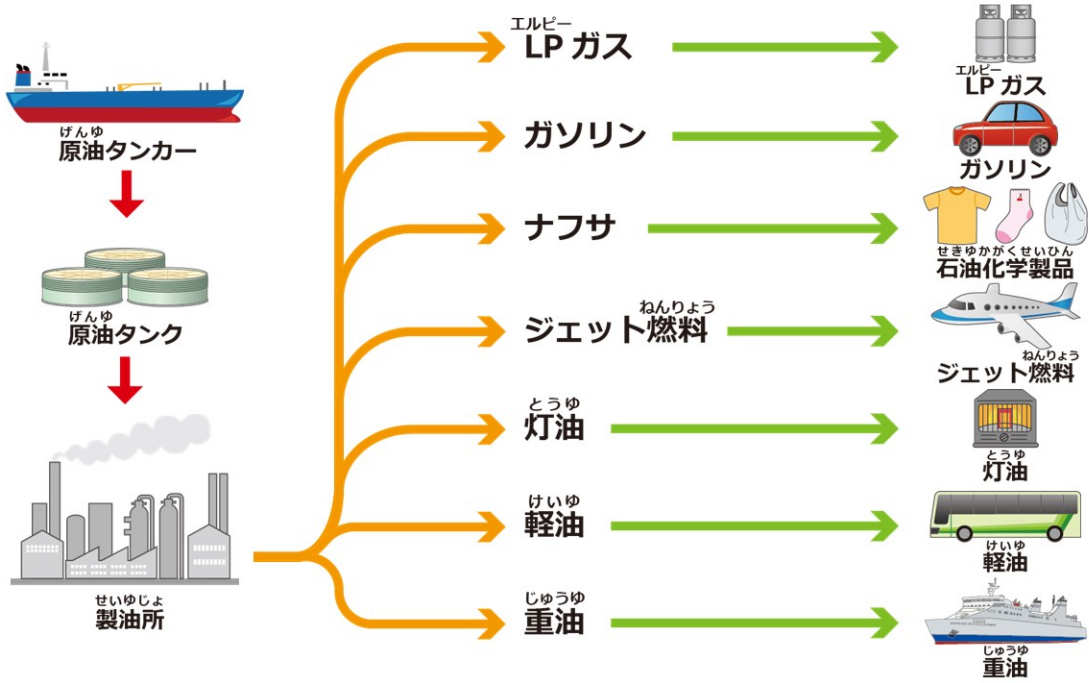 げんゆ
原油タンカー
げんゆ
原油タンク
せいゆじょ
製油所
エルピー
LPガス
ガソリン
ナフサ
ねんりょう
ジェット燃料
とうゆ
灯油
けいゆ
軽油
じゅうゆ
重油
エルピー
LPガス
ガソリン
せきゆかがくせいひん
石油化学製品
ねんりょう
ジェット燃料
とうゆ
灯油
けいゆ
軽油
じゅうゆ
重油